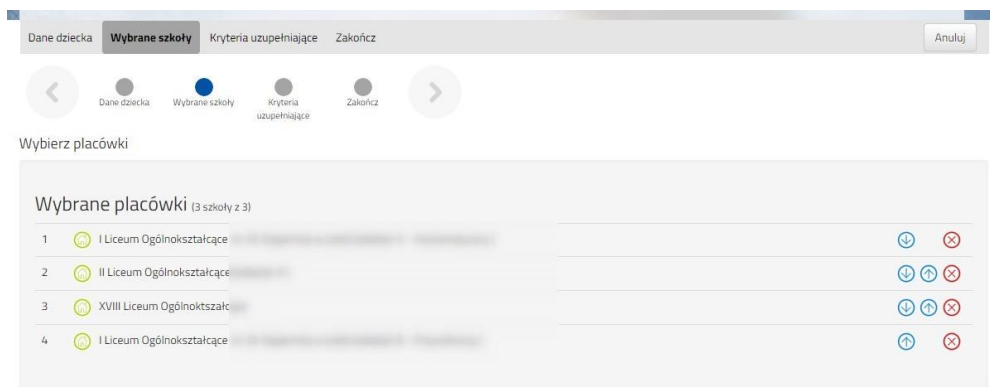 Dane dziecka Wybrane szkoły Kryteria uzupełniające Zakończ Anuluj
Dane dziecka Wybrane szkoły Kryteria uzupełniające Zakończ
Wybierz placówki
Wybrane placówki (3 szkoły z 3)
1 I Liceum Ogólnokształcące
2 II Liceum Ogólnokształcące
3 XVIII Liceum
4 I Liceum Ogólnokształcące